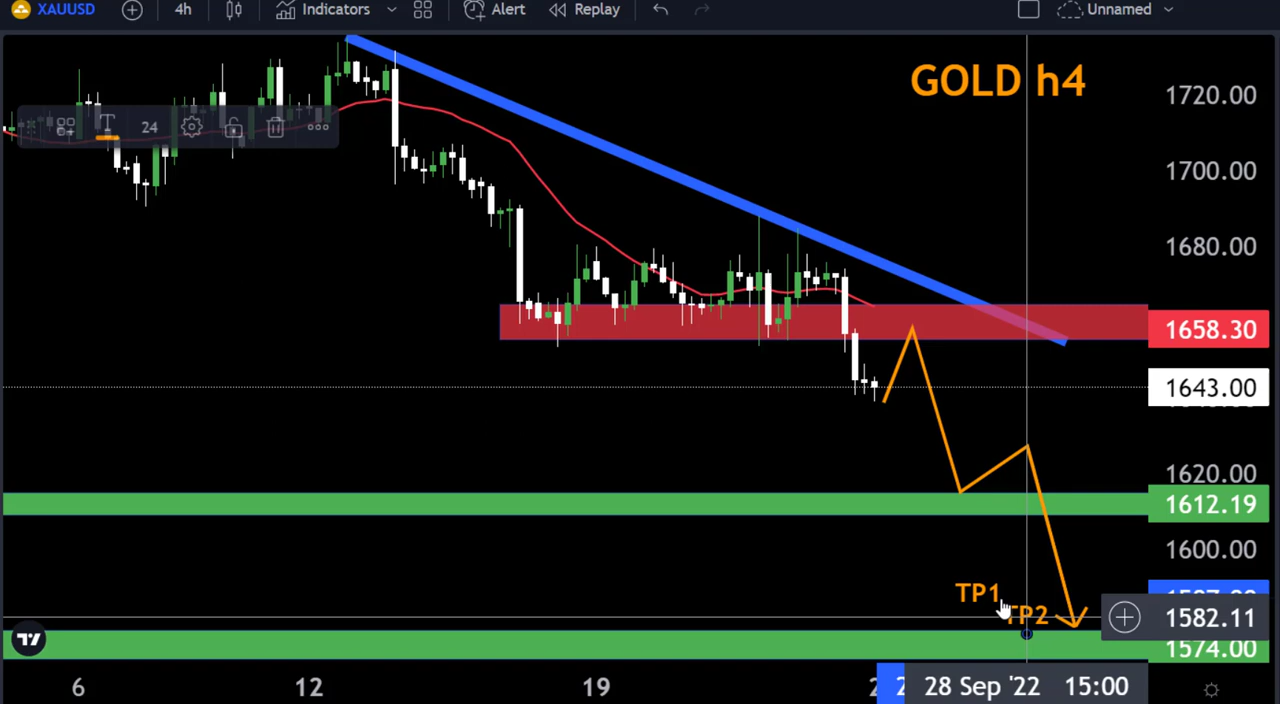 XAUUSD 4h Indicators Alert Replay Unnamed
GOLD h4
24
1720.00
1700.00
1680.00
1658.30
1643.00
1620.00
1612.19
1600.00
TP1
TP2
1582.11
1574.00
6 12 19 28 Sep '22 15:00